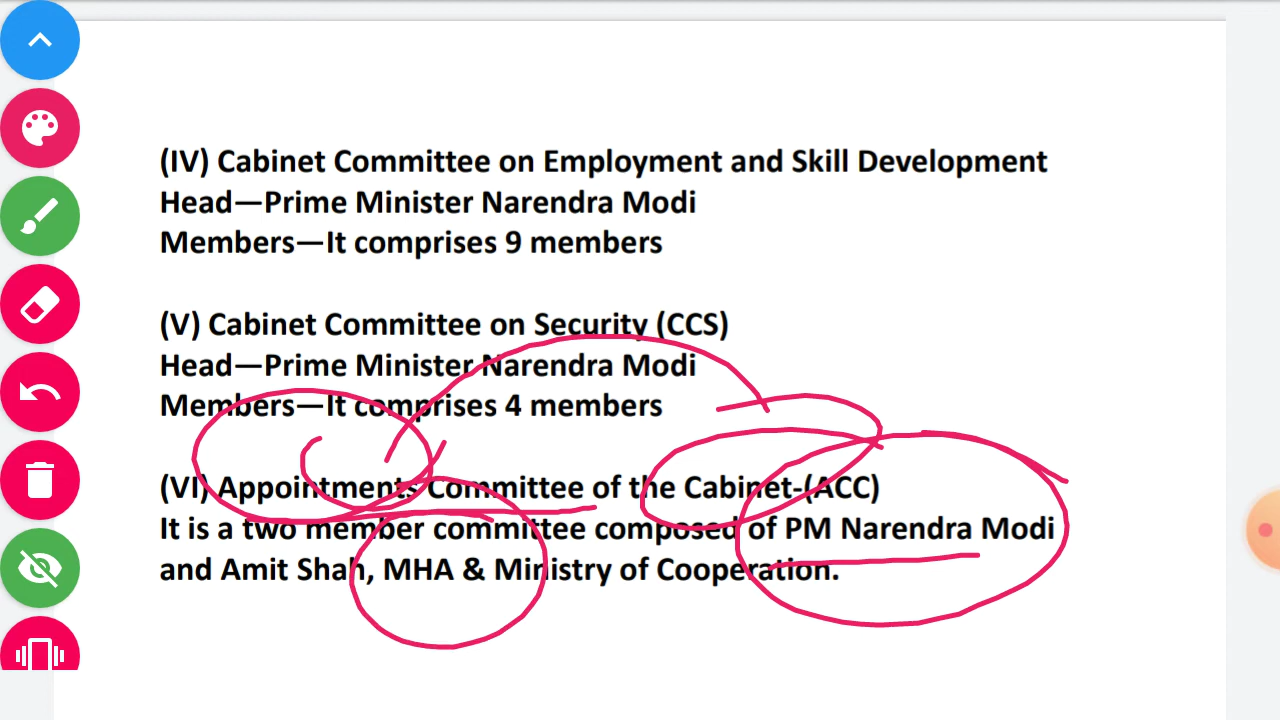 (IV) Cabinet Committee on Employment and Skill Development
Head—Prime Minister Narendra Modi
Members—It comprises 9 members
(V) Cabinet Committee on Security (CCS)
Head—Prime Minister Narendra Modi
Members—It comprises 4 members
(VI) Appointments Committee of the Cabinet-(ACC)
It is a two member committee composed of PM Narendra Modi
and Amit Shah, MHA & Ministry of Cooperation.